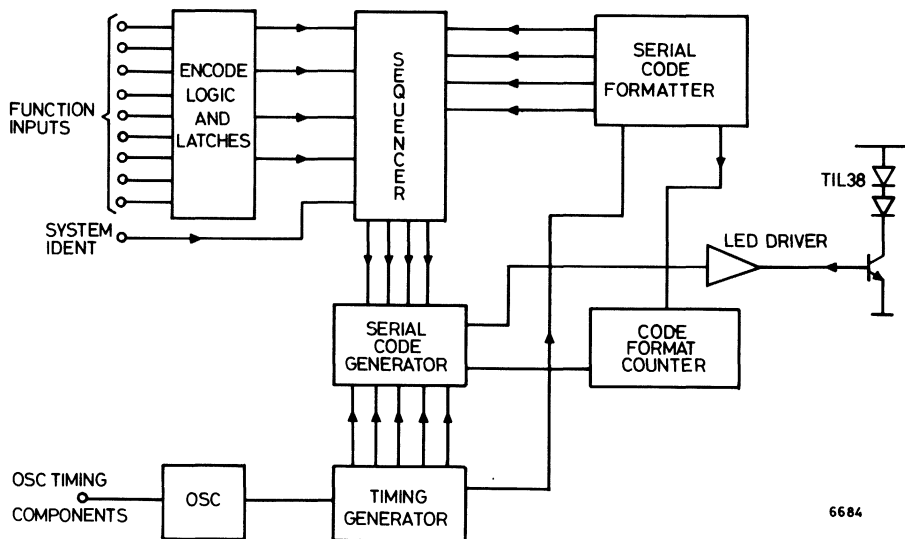 FUNCTION
INPUTS
SYSTEM
IDENT
ENCODE
LOGIC
AND
LATCHES
SEQUENCER
SERIAL
CODE
FORMATTER
TIL38
LED DRIVER
SERIAL
CODE
GENERATOR
CODE
FORMAT
COUNTER
OSC TIMING
COMPONENTS
OSC
TIMING
GENERATOR
6684